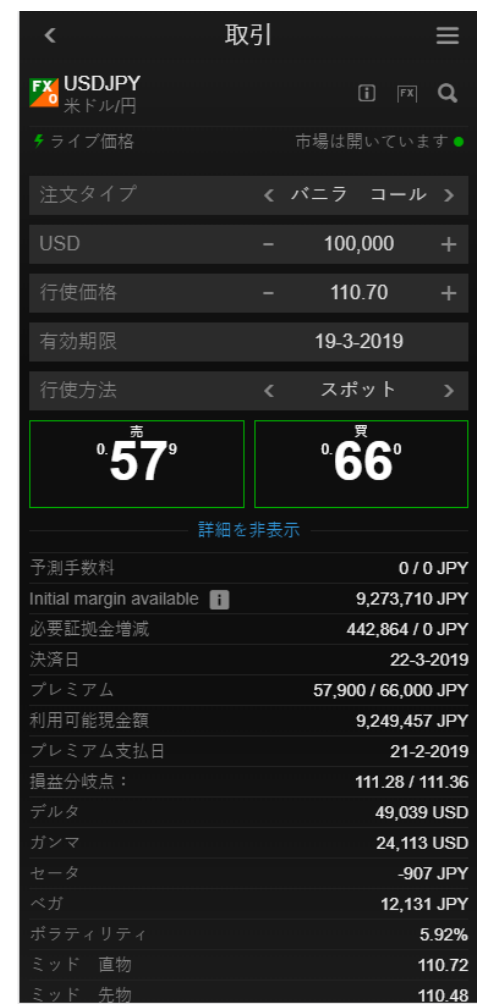 取引
FX
O
USDJPY
FX
米ドル/円
ライブ価格 市場は開いています
注文タイプ バニラ コール
USD - 100,000 +
行使価格 - 110.70 +
有効期限 19-3-2019
行使方法 スポット
売 買
0.579 0.660
詳細を非表示
予測手数料 0 / 0 JPY
Initial margin available i 9,273,710 JPY
必要証拠金増減 442,864 / 0 JPY
決済日 22-3-2019
プレミアム 57,900 / 66,000 JPY
利用可能現金額 9,249,457 JPY
プレミアム支払日 21-2-2019
損益分岐点： 111.28 / 111.36
デルタ 49,039 USD
ガンマ 24,113 USD
セータ -907 JPY
ベガ 12,131 JPY
ボラティリティ 5.92%
ミッド 直物 110.72
ミッド 先物 110.48